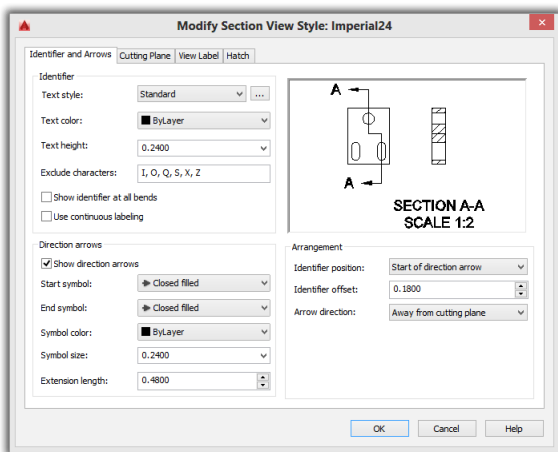 Modify Section View Style: Imperial24
Identifier and Arrows Cutting Plane View Label Hatch
Identifier
Text style: Standard ...
Text color: ByLayer
Text height: 0.2400
Exclude characters: I, O, Q, S, X, Z
Show identifier at all bends
Use continuous labeling
Direction arrows
Show direction arrows
Start symbol: Closed filled
End symbol: Closed filled
Symbol color: ByLayer
Symbol size: 0.2400
Extension length: 0.4800
A
A
SECTION A-A
SCALE 1:2
Arrangement
Identifier position: Start of direction arrow
Identifier offset: 0.1800
Arrow direction: Away from cutting plane
OK Cancel Help